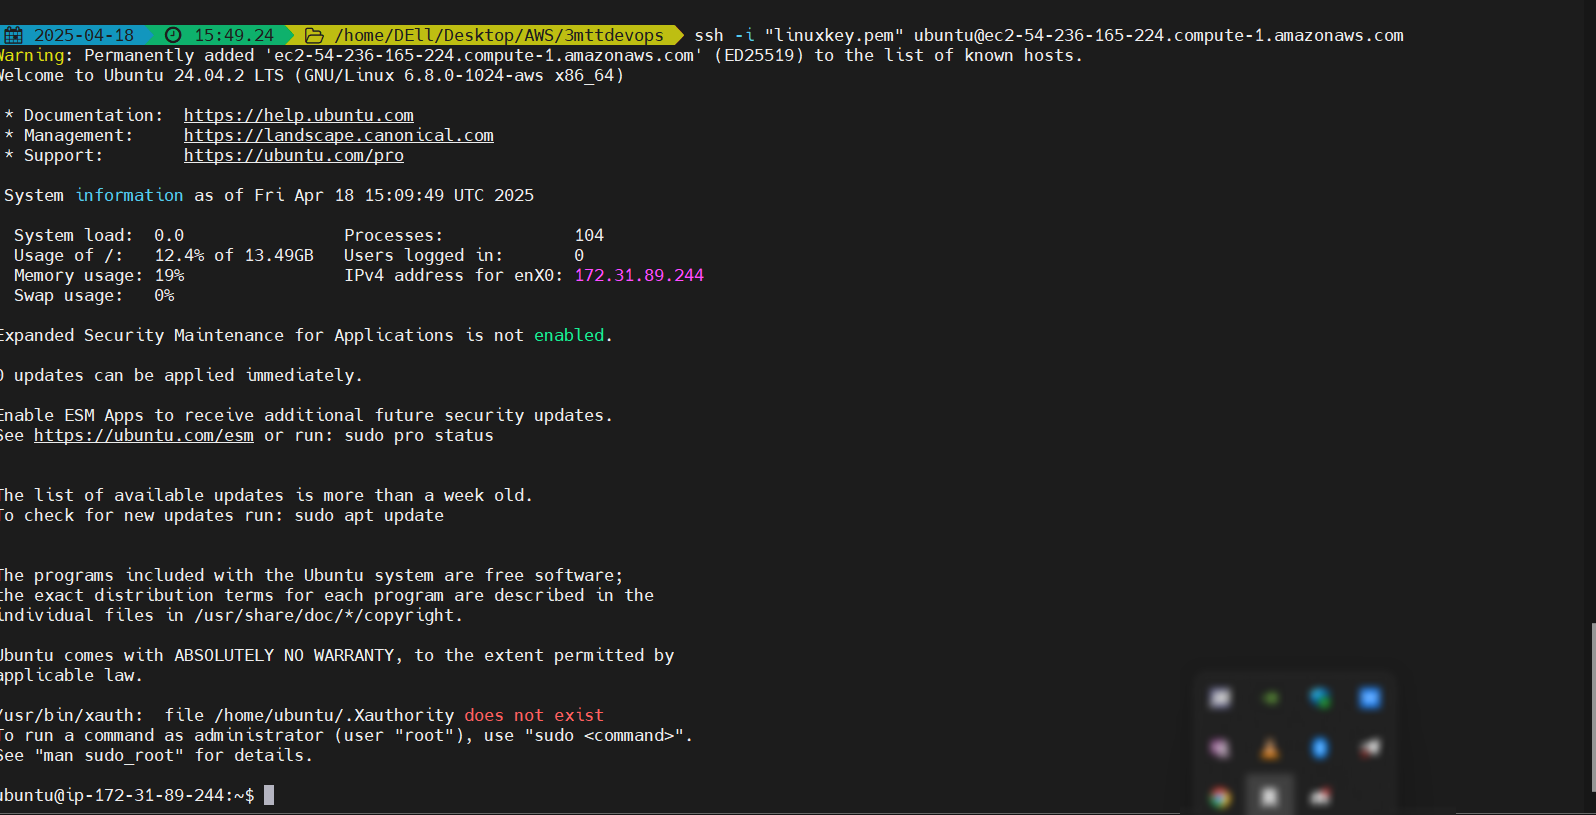 2025-04-18 15:49.24 /home/DEll/Desktop/AWS/3mttdevops ssh -i "linuxkey.pem" ubuntu@ec2-54-236-165-224.compute-1.amazonaws.com
Warning: Permanently added 'ec2-54-236-165-224.compute-1.amazonaws.com' (ED25519) to the list of known hosts.
Welcome to Ubuntu 24.04.2 LTS (GNU/Linux 6.8.0-1024-aws x86_64)
* Documentation: https://help.ubuntu.com
* Management: https://landscape.canonical.com
* Support: https://ubuntu.com/pro
System information as of Fri Apr 18 15:09:49 UTC 2025
System load: 0.0 Processes: 104
Usage of /: 12.4% of 13.49GB Users logged in: 0
Memory usage: 19% IPv4 address for enX0: 172.31.89.244
Swap usage: 0%
Expanded Security Maintenance for Applications is not enabled.
0 updates can be applied immediately.
Enable ESM Apps to receive additional future security updates.
See https://ubuntu.com/esm or run: sudo pro status
The list of available updates is more than a week old.
To check for new updates run: sudo apt update
The programs included with the Ubuntu system are free software;
the exact distribution terms for each program are described in the
individual files in /usr/share/doc/*/copyright.
Ubuntu comes with ABSOLUTELY NO WARRANTY, to the extent permitted by
applicable law.
/usr/bin/xauth: file /home/ubuntu/.Xauthority does not exist
To run a command as administrator (user "root"), use "sudo <command>".
See "man sudo_root" for details.
ubuntu@ip-172-31-89-244:~$